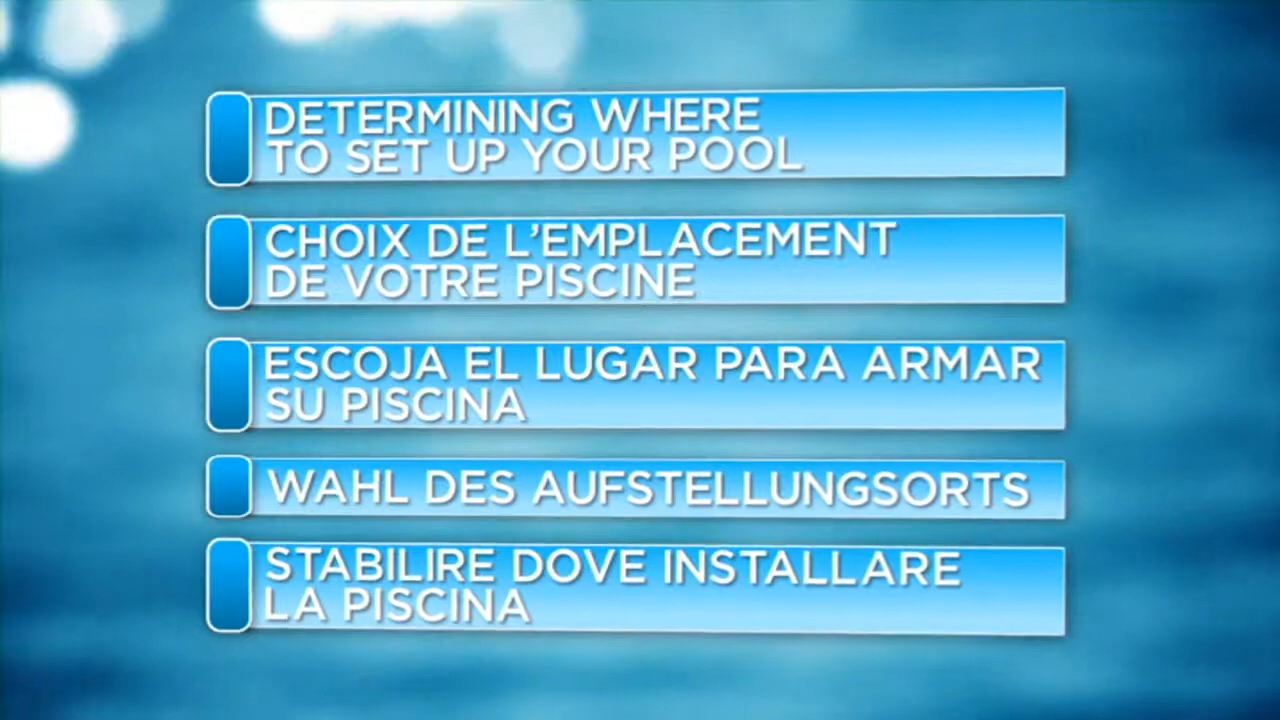 DETERMINING WHERE
TO SET UP YOUR POOL
CHOIX DE L'EMPLACEMENT
DE VOTRE PISCINE
ESCOJA EL LUGAR PARA ARMAR
SU PISCINA
WAHL DES AUFSTELLUNGSORTS
STABILIRE DOVE INSTALLARE
LA PISCINA